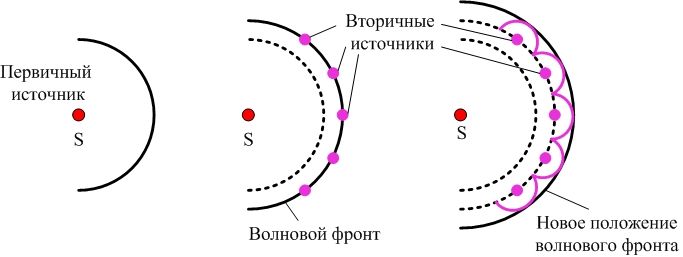 Первичный
источник
S
Вторичные
источники
S
Волновой фронт
S
Новое положение
волнового фронта